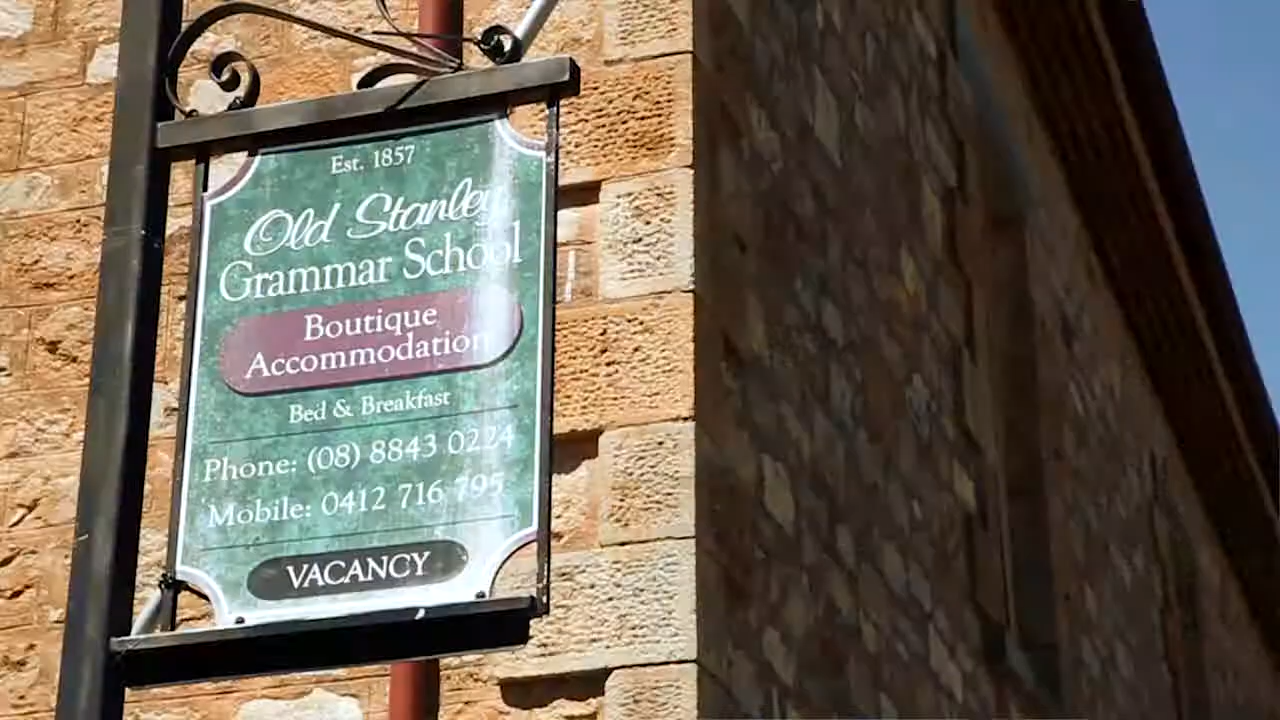 Est. 1857
Old Stanley
Grammar School
Boutique
Accommodation
Bed & Breakfast
Phone: (08) 8843 0224
Mobile: 0412 716 795
VACANCY